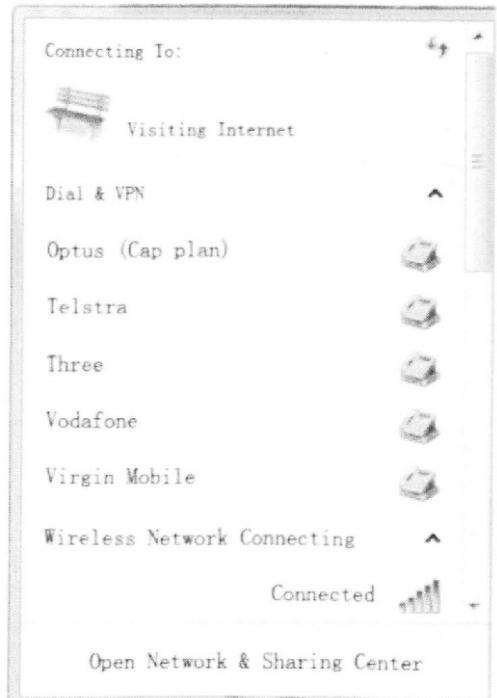 Connecting To:
Visiting Internet
Dial & VPN
Optus (Cap plan)
Telstra
Three
Vodafone
Virgin Mobile
Wireless Network Connecting
Connected
Open Network & Sharing Center